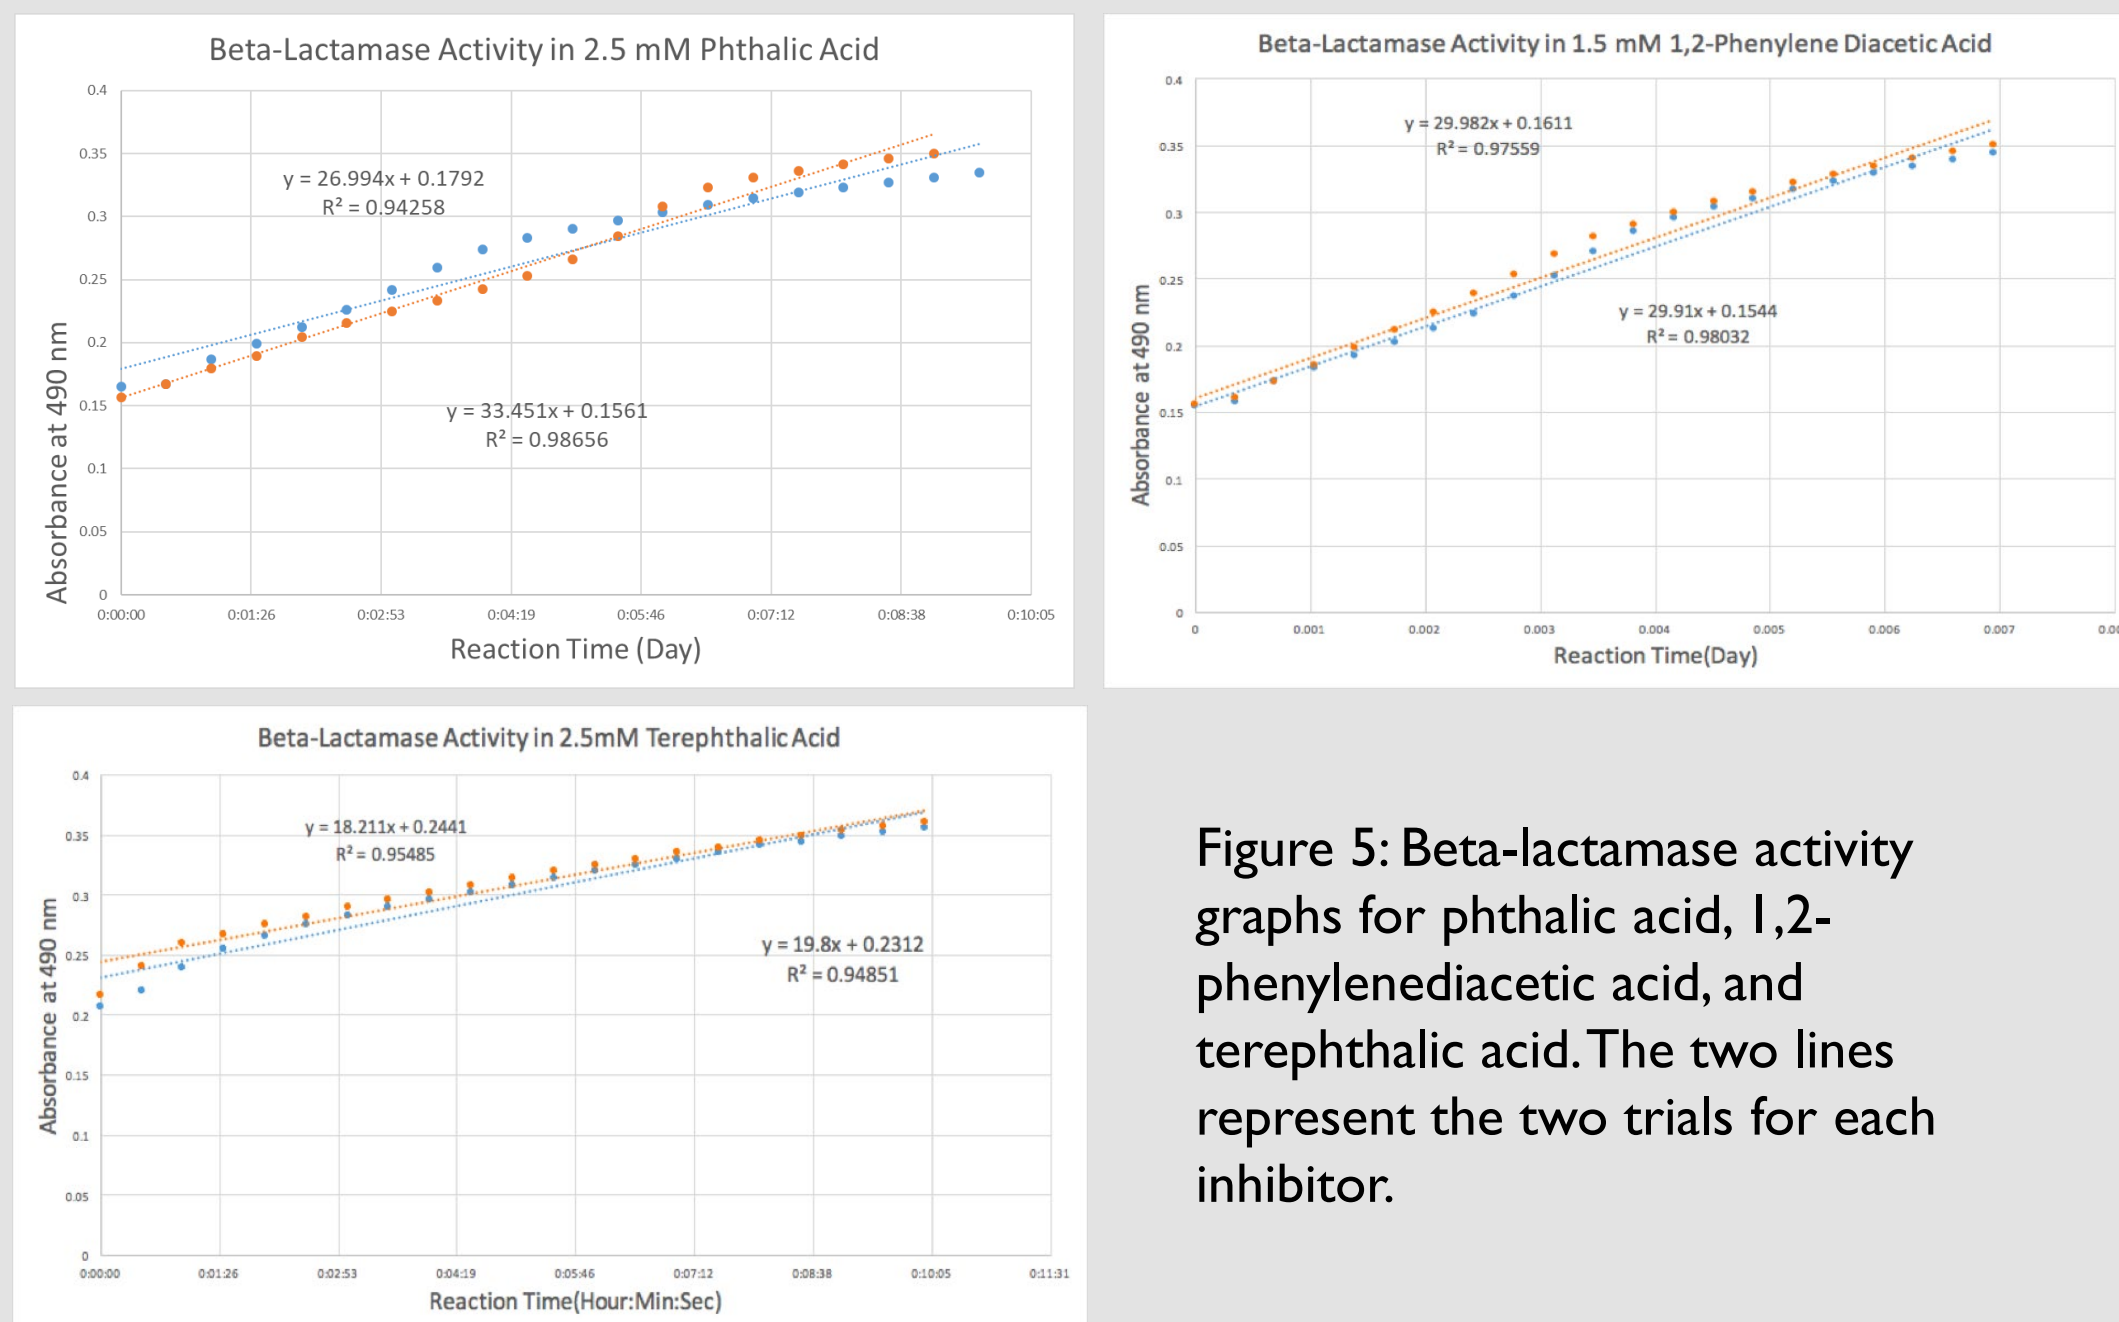 Beta-Lactamase Activity in 2.5 mM Phthalic Acid
0.4
0.35
0.3
0.25
0.2
0.15
0.1
0.05
0
y = 26.994x + 0.1792
R² = 0.94258
y = 33.451x + 0.1561
R² = 0.98656
Absorbance at 490 nm
0:00:00 0:01:26 0:02:53 0:04:19 0:05:46 0:07:12 0:08:38 0:10:05
Reaction Time (Day)
Beta-Lactamase Activity in 1.5 mM 1,2-Phenylene Diacetic Acid
0.4
0.35
0.3
0.25
0.2
0.15
0.1
0.05
0
y = 29.982x + 0.1611
R² = 0.97559
y = 29.91x + 0.1544
R² = 0.98032
Absorbance at 490 nm
0 0.001 0.002 0.003 0.004 0.005 0.006 0.007
Reaction Time(Day)
Beta-Lactamase Activity in 2.5mM Terephthalic Acid
0.4
0.35
0.3
0.25
0.2
0.15
0.1
0.05
0
y = 18.211x + 0.2441
R² = 0.95485
y = 19.8x + 0.2312
R² = 0.94851
Absorbance at 490 nm
0:00:00 0:01:26 0:02:53 0:04:19 0:05:46 0:07:12 0:08:38 0:10:05 0:11:31
Reaction Time(Hour:Min:Sec)
Figure 5: Beta-lactamase activity
graphs for phthalic acid, 1,2-
phenylenediacetic acid, and
terephthalic acid. The two lines
represent the two trials for each
inhibitor.